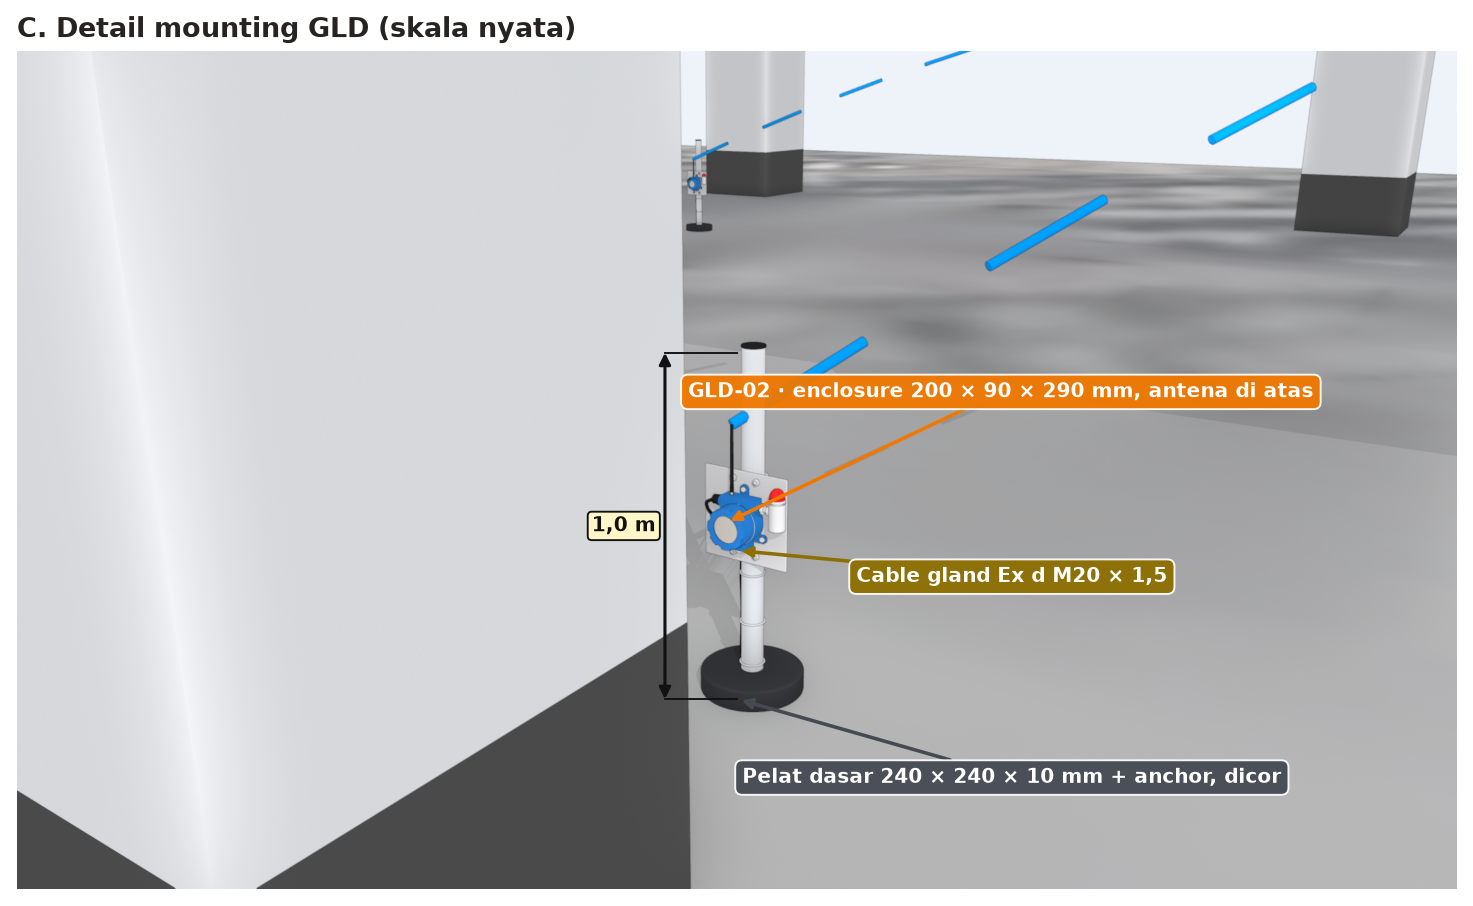 C. Detail mounting GLD (skala nyata)
GLD-02 · enclosure 200 × 90 × 290 mm, antena di atas
1,0 m
Cable gland Ex d M20 × 1,5
Pelat dasar 240 × 240 × 10 mm + anchor, dicor